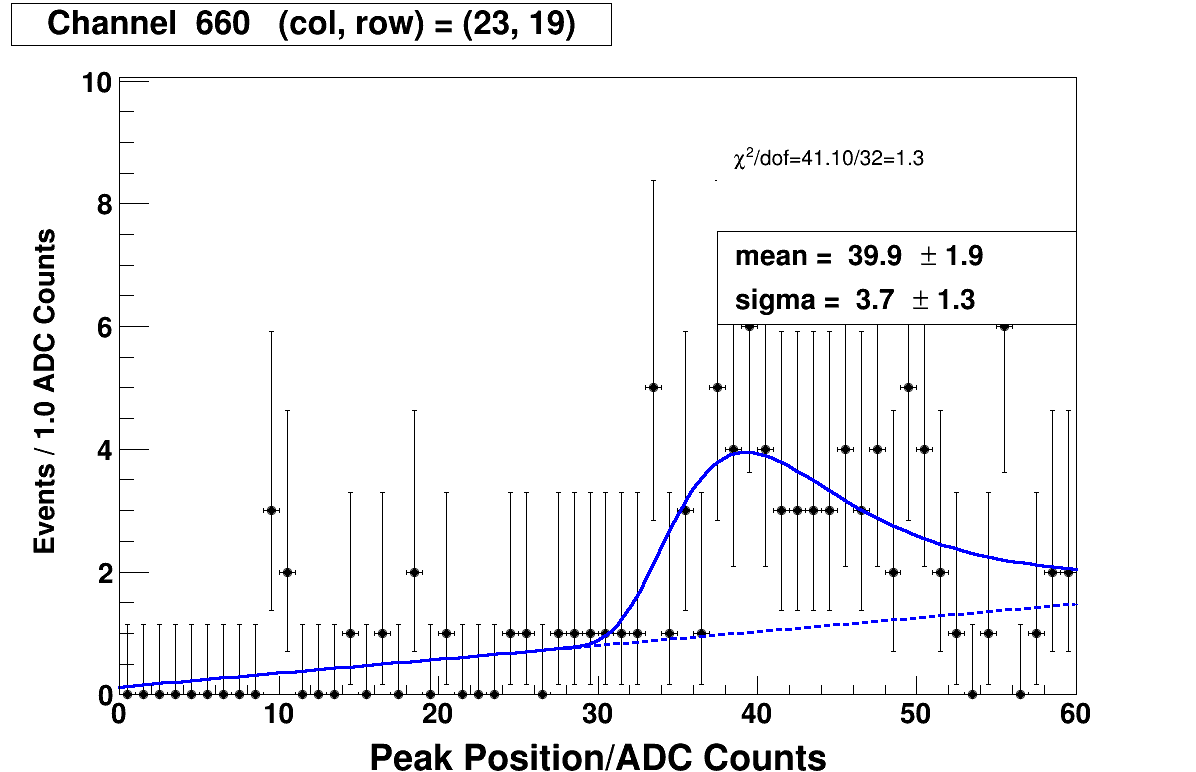 Channel 660 (col, row) = (23, 19)
10
8
6
4
2
0
Events / 1.0 ADC Counts
χ²/dof=41.10/32=1.3
mean = 39.9 ± 1.9
sigma = 3.7 ± 1.3
0 10 20 30 40 50 60
Peak Position/ADC Counts